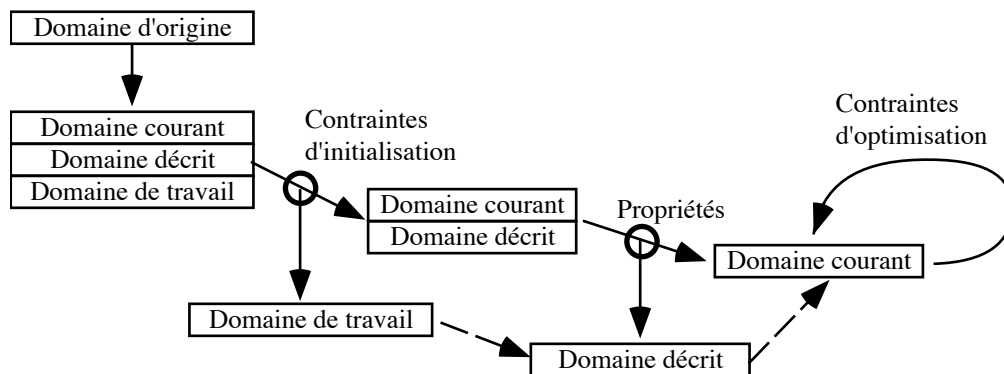 Domaine d'origine
Domaine courant
Domaine décrit
Domaine de travail
Contraintes
d'initialisation
Domaine courant
Domaine décrit
Propriétés
Contraintes
d'optimisation
Domaine courant
Domaine de travail
Domaine décrit